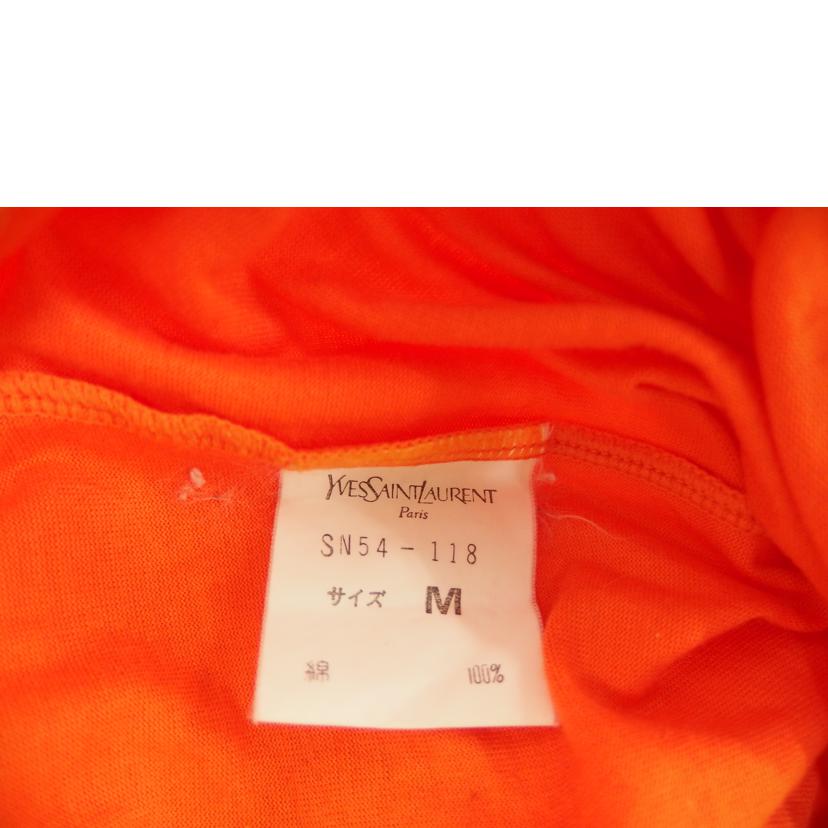 YVESSAINTLAURENT
Paris
SN54-118
サイズ M
綿 100%